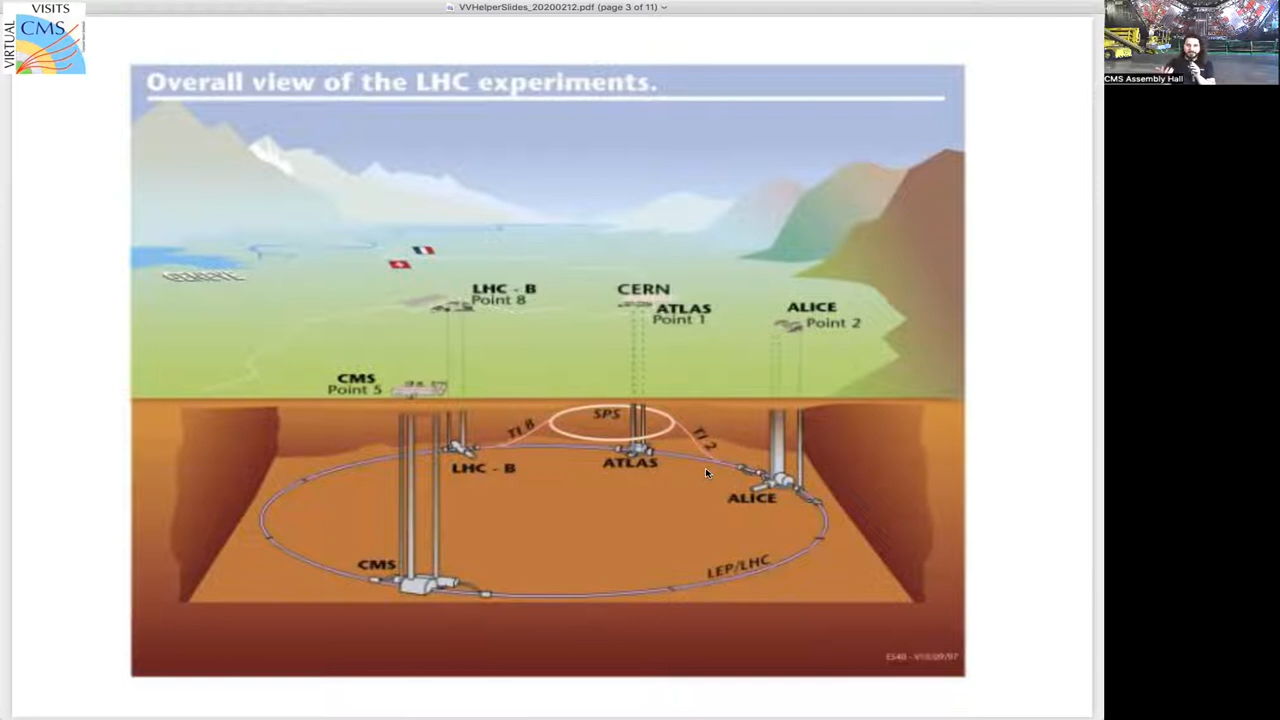 VISITS
VIRTUAL
CMS
VVHelperSlides_20200212.pdf (page 3 of 11)
CMS Assembly Hall
Overall view of the LHC experiments.
GENEVE
LHC - B
Point 8
CERN
ATLAS
Point 1
ALICE
Point 2
CMS
Point 5
SPS
TI 8
TI 2
LHC - B
ATLAS
ALICE
CMS
LEP/LHC